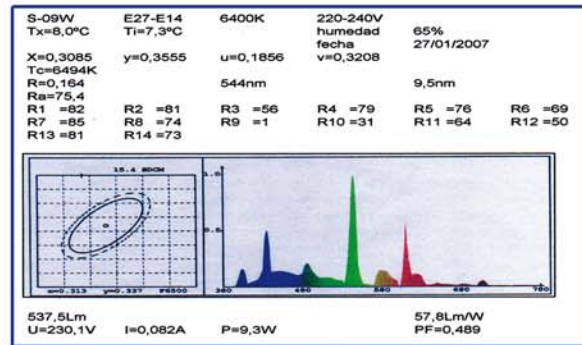 S-09W E27-E14 6400K 220-240V
Tx=8,0ºC Ti=7,3ºC humedad 65%
fecha 27/01/2007
X=0,3085 y=0,3555 u=0,1856 v=0,3208
Tc=6494K
R=0,164 544nm 9,5nm
Ra=75,4
R1 =82 R2 =81 R3 =56 R4 =79 R5 =76 R6 =69
R7 =85 R8 =74 R9 =1 R10 =31 R11 =64 R12 =50
R13 =81 R14 =73
15.4 SDCM
1.0
0.5
x=0.313 y=0.337 F6500
380 480 580 680 780
537,5Lm 57,8Lm/W
U=230,1V I=0,082A P=9,3W PF=0,489